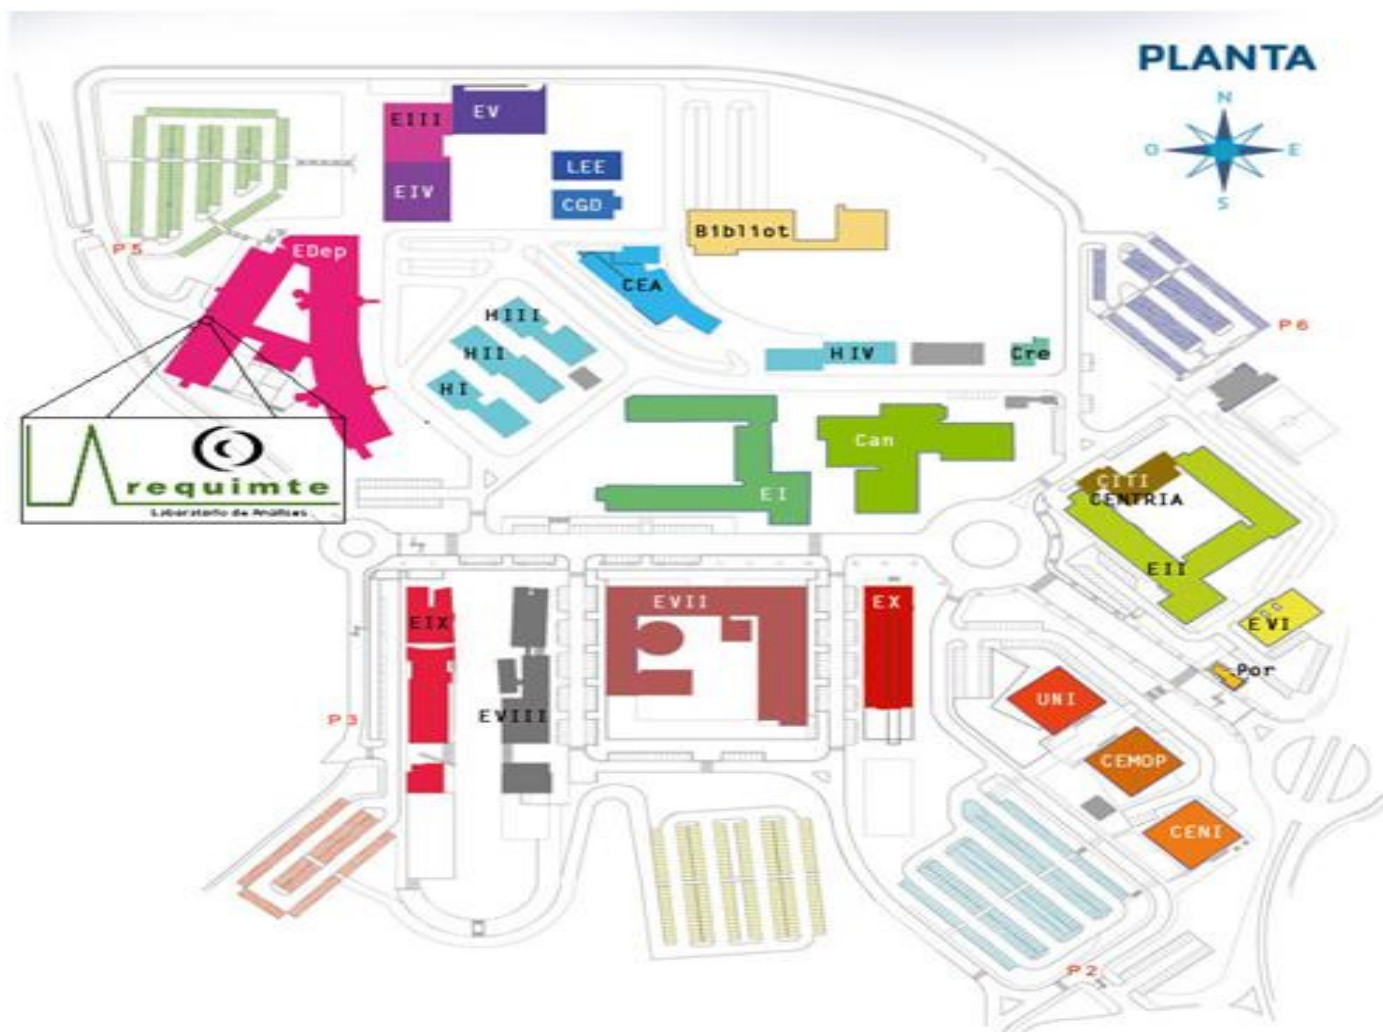 PLANTA
N
O
E
S
EV
EIII
LEE
EIV
CGD
Bibliot
P5
EDep
CEA
HIII
P6
HII
HIV
Cre
HI
Can
CITI
requimte
EI
CENTRIA
Laboratório de Análises
EII
EVII
EX
EIX
EVI
Por
UNI
P3
EVIII
CEMOP
CENI
P2